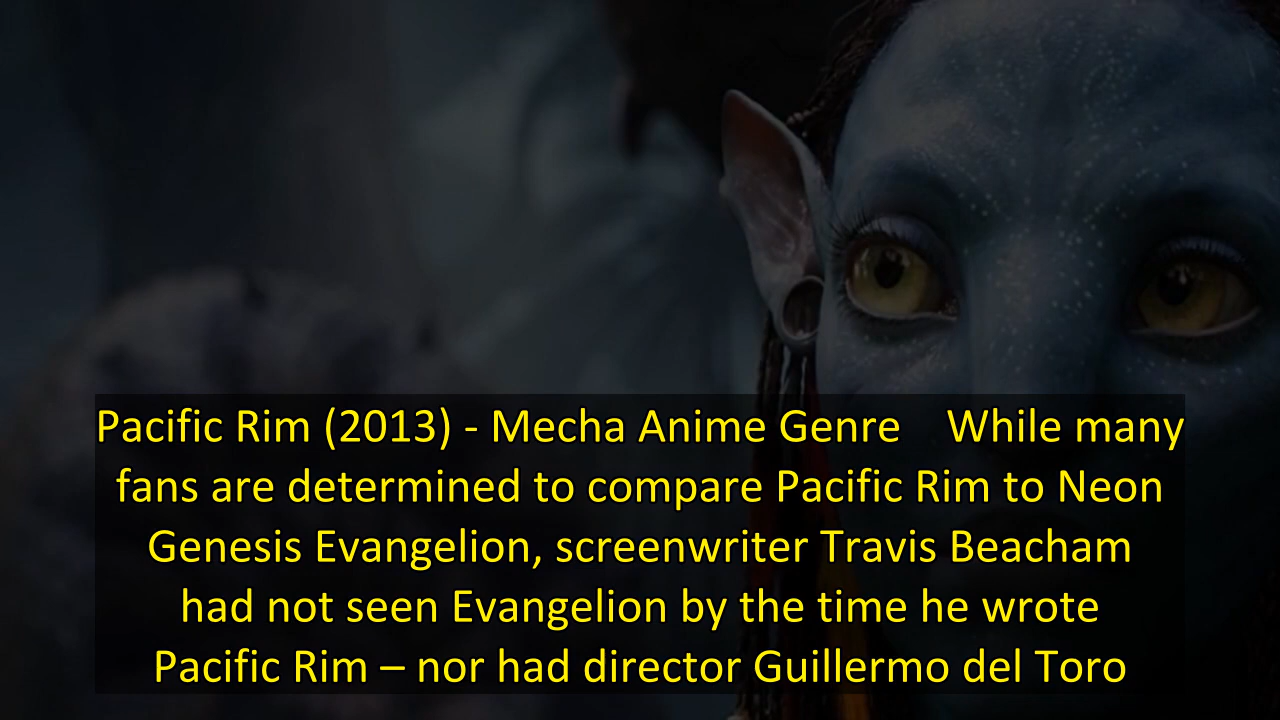 Pacific Rim (2013) - Mecha Anime Genre    While many
fans are determined to compare Pacific Rim to Neon
Genesis Evangelion, screenwriter Travis Beacham
had not seen Evangelion by the time he wrote
Pacific Rim – nor had director Guillermo del Toro